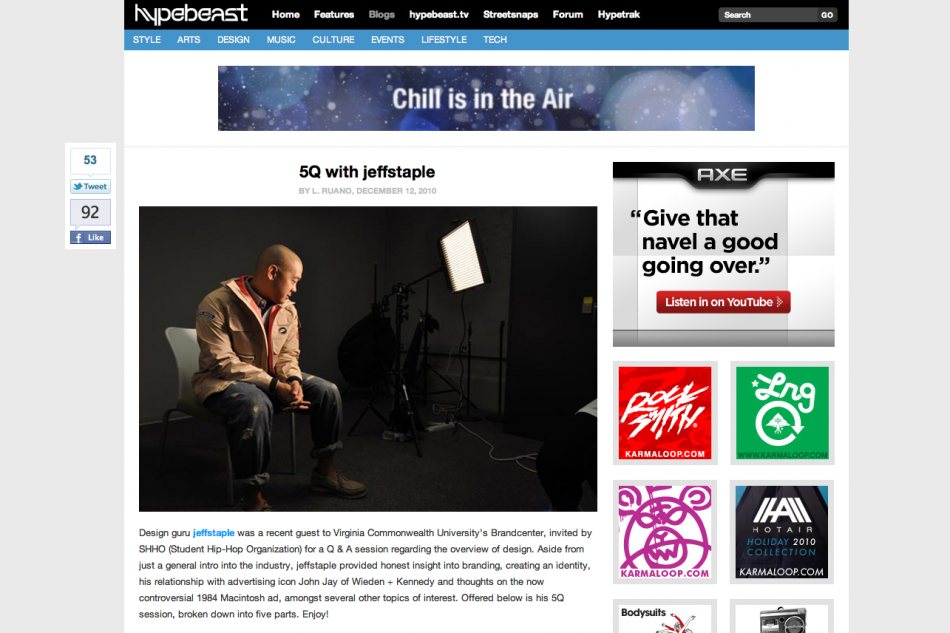 hypebeast
Home Features Blogs hypebeast.tv Streetsnaps Forum Hypetrak
Search GO
STYLE ARTS DESIGN MUSIC CULTURE EVENTS LIFESTYLE TECH
Chill is in the Air
53
Tweet
92
Like
5Q with jeffstaple
BY L. RUANO, DECEMBER 12, 2010
Design guru jeffstaple was a recent guest to Virginia Commonwealth University's Brandcenter, invited by
SHHO (Student Hip-Hop Organization) for a Q & A session regarding the overview of design. Aside from
just a general intro into the industry, jeffstaple provided honest insight into branding, creating an identity,
his relationship with advertising icon John Jay of Wieden + Kennedy and thoughts on the now
controversial 1984 Macintosh ad, amongst several other topics of interest. Offered below is his 5Q
session, broken down into five parts. Enjoy!
AXE
“Give that
navel a good
going over.”
Listen in on YouTube
KARMALOOP.COM
Lrg
WWW.KARMALOOP.COM
KARMALOOP.COM
HOTAIR
HOLIDAY 2010
COLLECTION
KARMALOOP.COM
Bodysuits